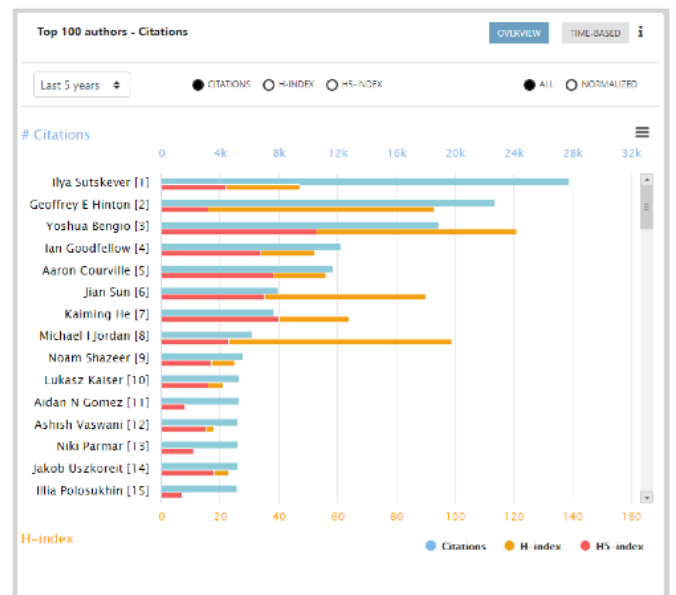 Top 100 authors - Citations
OVERVIEW TIME-BASED i
Last 5 years CITATIONS H-INDEX H5-INDEX ALL NORMALIZED
# Citations
0 4k 8k 12k 16k 20k 24k 28k 32k
Ilya Sutskever [1]
Geoffrey E Hinton [2]
Yoshua Bengio [3]
Ian Goodfellow [4]
Aaron Courville [5]
Jian Sun [6]
Kaiming He [7]
Michael I Jordan [8]
Noam Shazeer [9]
Lukasz Kaiser [10]
Aidan N Gomez [11]
Ashish Vaswani [12]
Niki Parmar [13]
Jakob Uszkoreit [14]
Illia Polosukhin [15]
0 20 40 60 80 100 120 140 160
H-index
Citations H-index H5-index